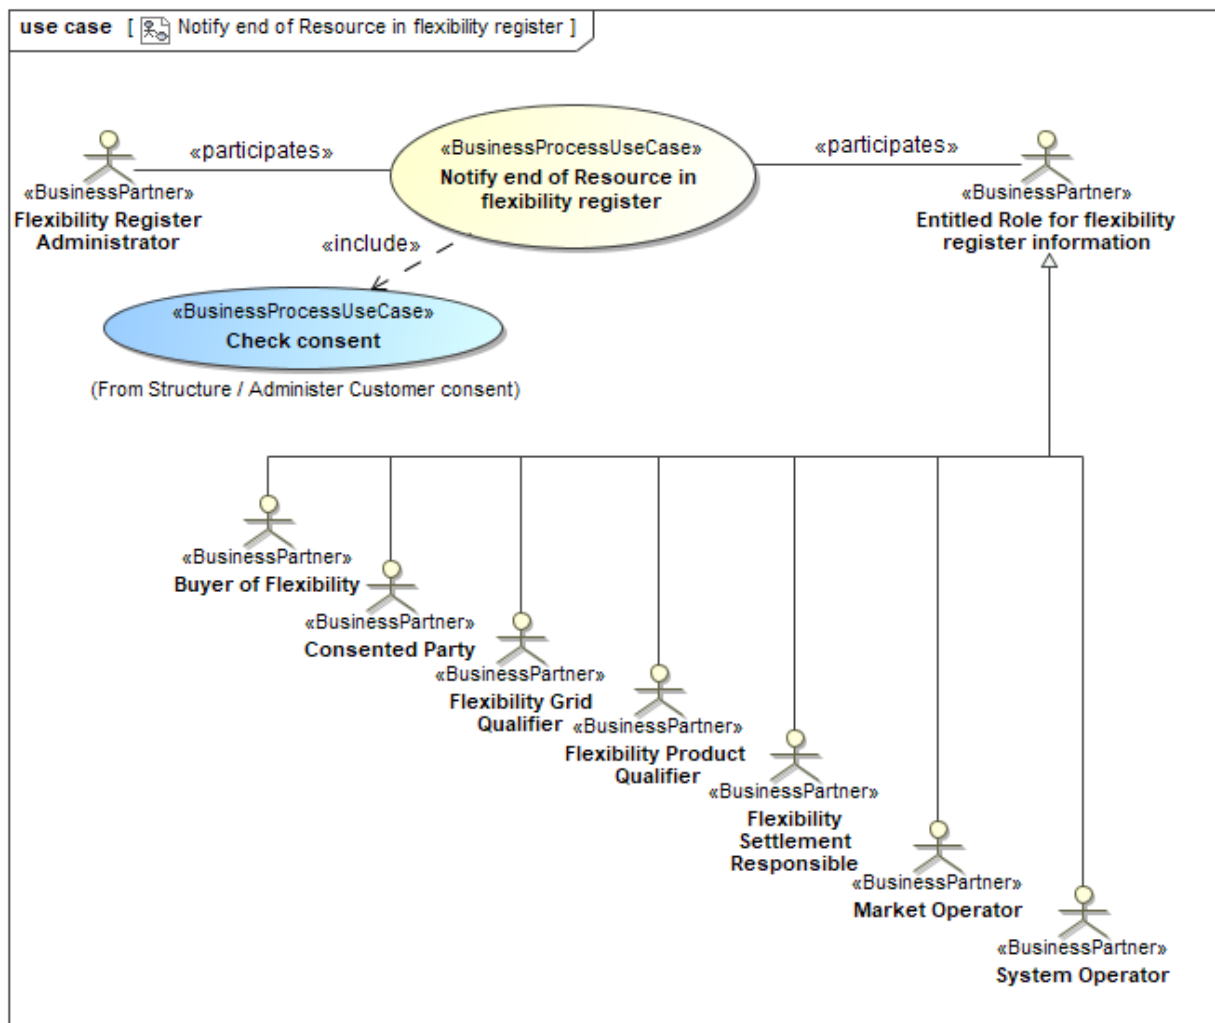 use case [ Notify end of Resource in flexibility register ]
«participates»
«BusinessProcessUseCase»
Notify end of Resource in
flexibility register
«participates»
«BusinessPartner»
Flexibility Register
Administrator
«BusinessPartner»
Entitled Role for flexibility
register information
«include»
«BusinessProcessUseCase»
Check consent
(From Structure / Administer Customer consent)
«BusinessPartner»
Buyer of Flexibility
«BusinessPartner»
Consented Party
«BusinessPartner»
Flexibility Grid
Qualifier
«BusinessPartner»
Flexibility Product
Qualifier
«BusinessPartner»
Flexibility
Settlement
Responsible
«BusinessPartner»
Market Operator
«BusinessPartner»
System Operator